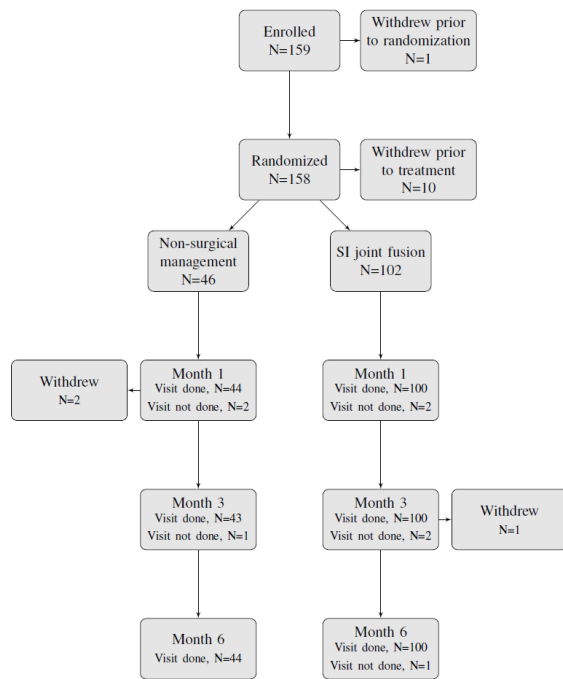 Enrolled
N=159
Withdrew prior
to randomization
N=1
Randomized
N=158
Withdrew prior
to treatment
N=10
Non-surgical
management
N=46
SI joint fusion
N=102
Withdrew
N=2
Month 1
Visit done, N=44
Visit not done, N=2
Month 1
Visit done, N=100
Visit not done, N=2
Month 3
Visit done, N=43
Visit not done, N=1
Month 3
Visit done, N=100
Visit not done, N=2
Withdrew
N=1
Month 6
Visit done, N=44
Month 6
Visit done, N=100
Visit not done, N=1